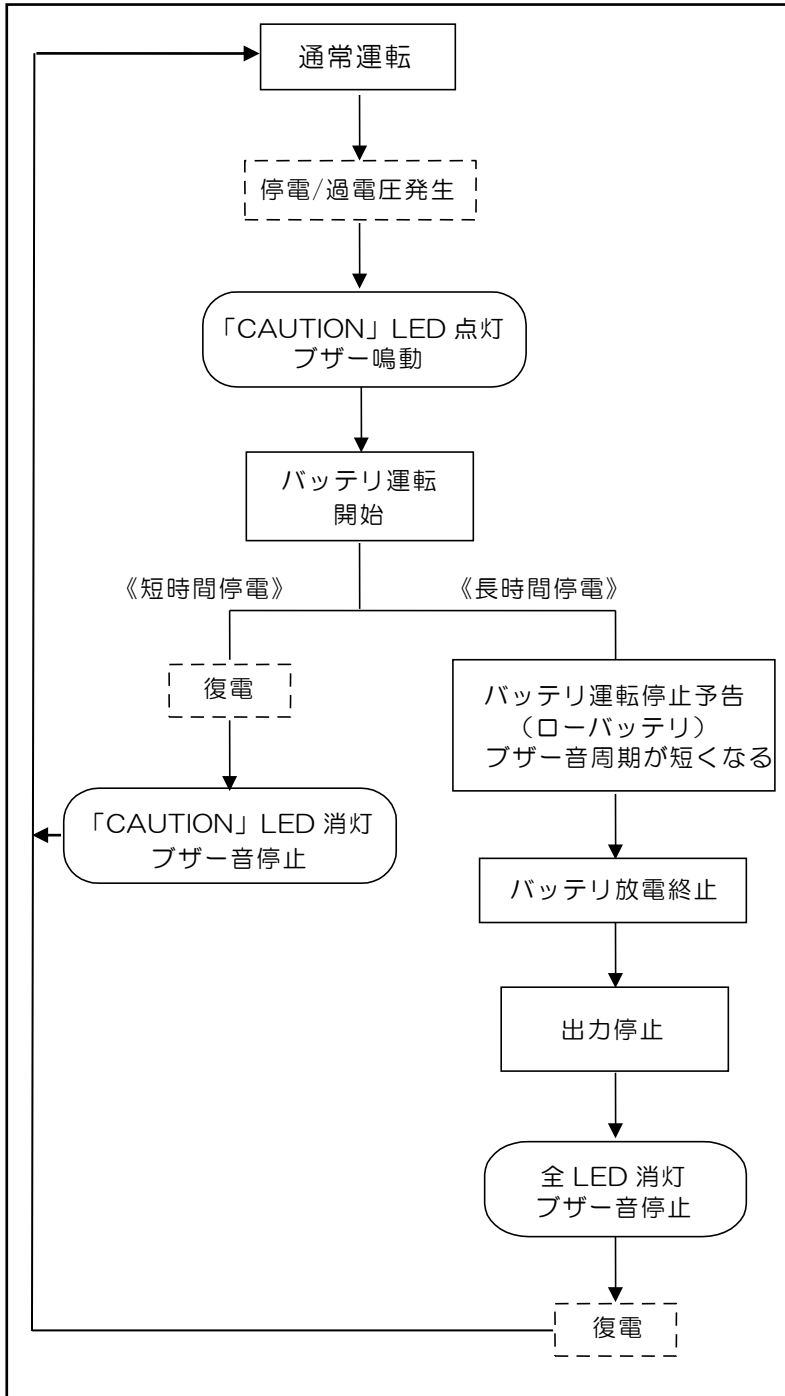 通常運転
停電/過電圧発生
「CAUTION」LED 点灯
ブザー鳴動
バッテリ運転
開始
《短時間停電》
《長時間停電》
復電
「CAUTION」LED 消灯
ブザー音停止
バッテリ運転停止予告
（ローバッテリ）
ブザー音周期が短くなる
バッテリ放電終止
出力停止
全 LED 消灯
ブザー音停止
復電